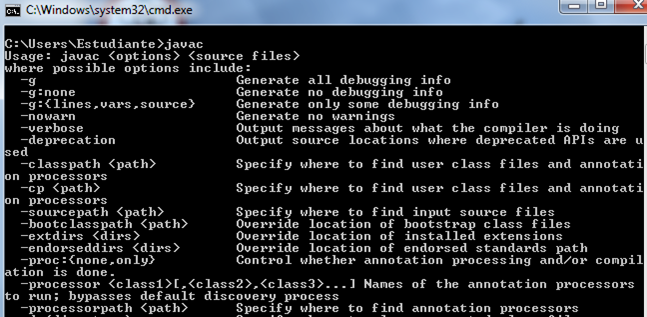 C:\Windows\system32\cmd.exe
C:\Users\Estudiante>javac
Usage: javac <options> <source files>
where possible options include:
-g Generate all debugging info
-g:none Generate no debugging info
-g:{lines,vars,source} Generate only some debugging info
-nowarn Generate no warnings
-verbose Output messages about what the compiler is doing
-deprecation Output source locations where deprecated APIs are u
sed
-classpath <path> Specify where to find user class files and annotati
on processors
-cp <path> Specify where to find user class files and annotati
on processors
-sourcepath <path> Specify where to find input source files
-bootclasspath <path> Override location of bootstrap class files
-extdirs <dirs> Override location of installed extensions
-endorseddirs <dirs> Override location of endorsed standards path
-proc:{none,only} Control whether annotation processing and/or compil
ation is done.
-processor <class1>[,<class2>,<class3>...] Names of the annotation processors
to run; bypasses default discovery process
-processorpath <path> Specify where to find annotation processors